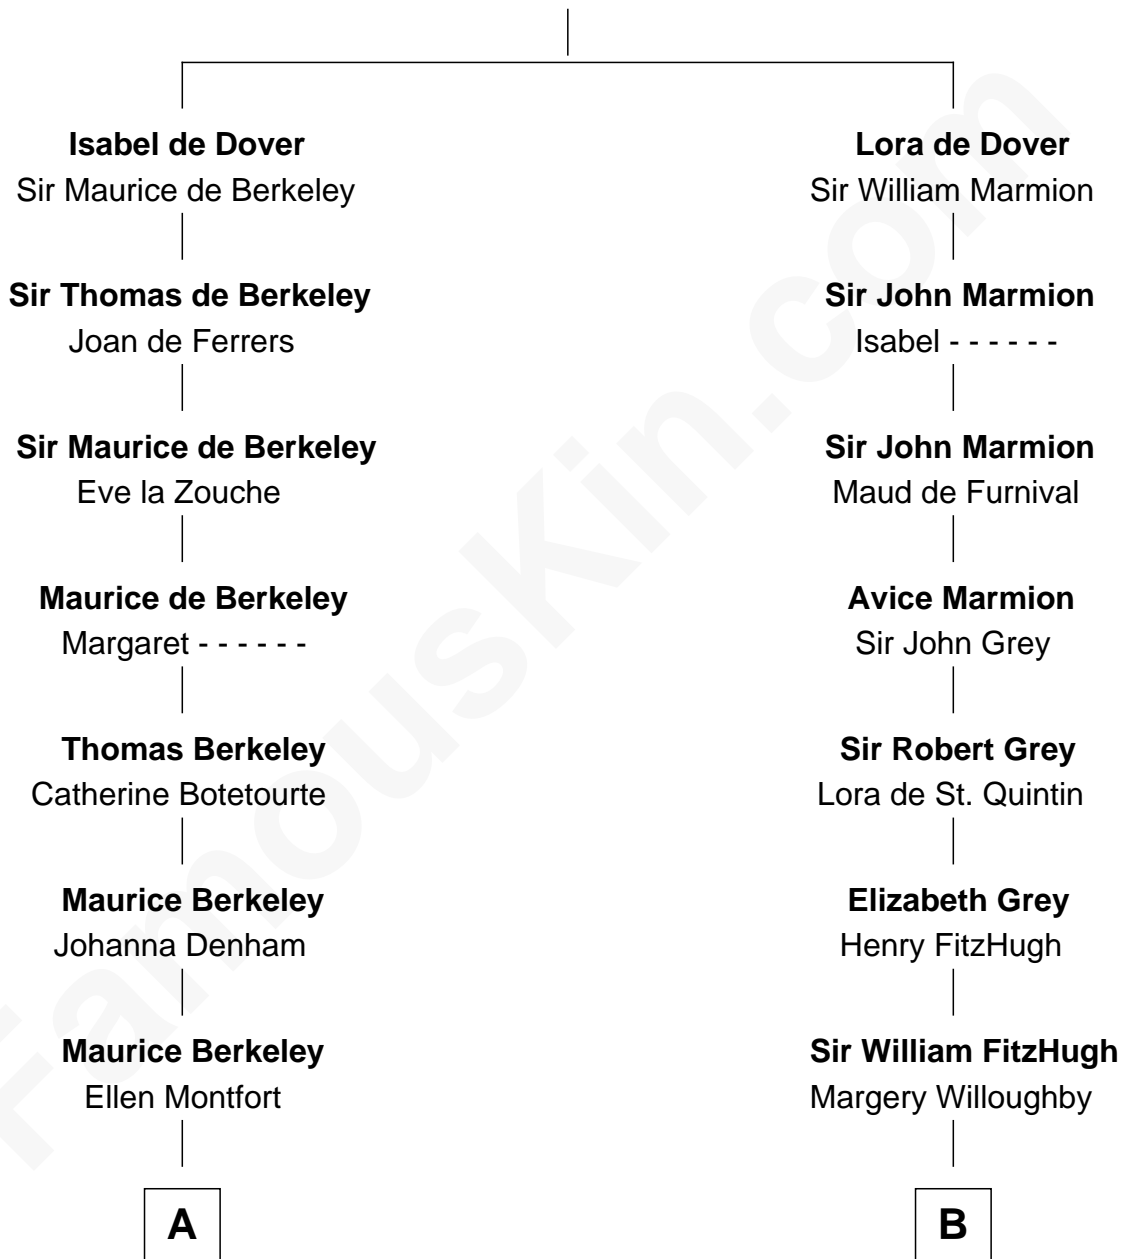 Isabel de Dover
Sir Maurice de Berkeley
Lora de Dover
Sir William Marmion
Sir Thomas de Berkeley
Joan de Ferrers
Sir John Marmion
Isabel - - - - - -
Sir Maurice de Berkeley
Eve la Zouche
Sir John Marmion
Maud de Furnival
Maurice de Berkeley
Margaret - - - - - -
Avice Marmion
Sir John Grey
Thomas Berkeley
Catherine Botetourte
Sir Robert Grey
Lora de St. Quintin
Maurice Berkeley
Johanna Denham
Elizabeth Grey
Henry FitzHugh
Maurice Berkeley
Ellen Montfort
Sir William FitzHugh
Margery Willoughby
A
B
FamousKin.com